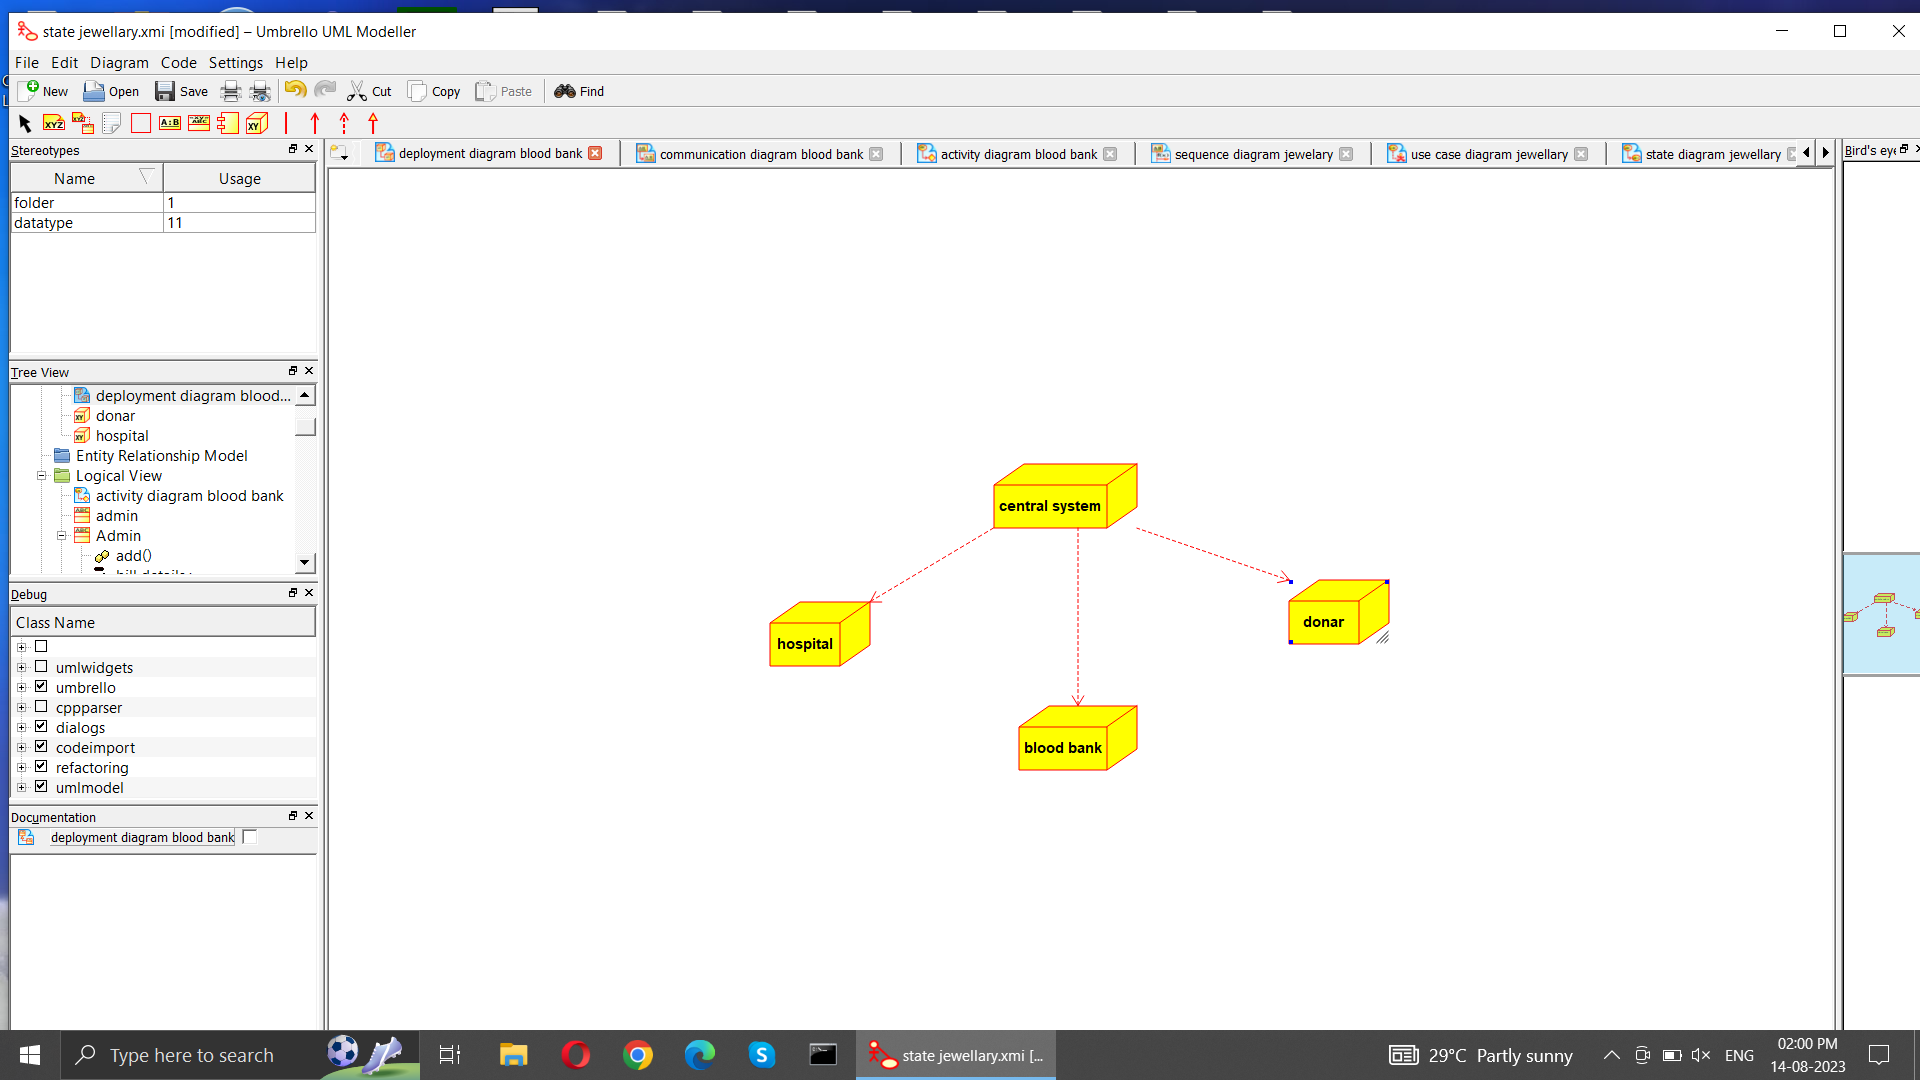 state jewellary.xmi [modified] – Umbrello UML Modeller
File Edit Diagram Code Settings Help
New Open Save Cut Copy Paste Find
XYZ XYZ A:B ABC XY
Stereotypes
Name Usage
folder 1
datatype 11
Tree View
deployment diagram blood...
donar
hospital
Entity Relationship Model
Logical View
activity diagram blood bank
admin
Admin
add()
Debug
Class Name
umlwidgets
umbrello
cppparser
dialogs
codeimport
refactoring
umlmodel
Documentation
deployment diagram blood bank
deployment diagram blood bank communication diagram blood bank activity diagram blood bank sequence diagram jewelary use case diagram jewellary state diagram jewellary
Bird's eye
central system
hospital
donar
blood bank
Type here to search
state jewellary.xmi [...
29°C Partly sunny
ENG
02:00 PM
14-08-2023